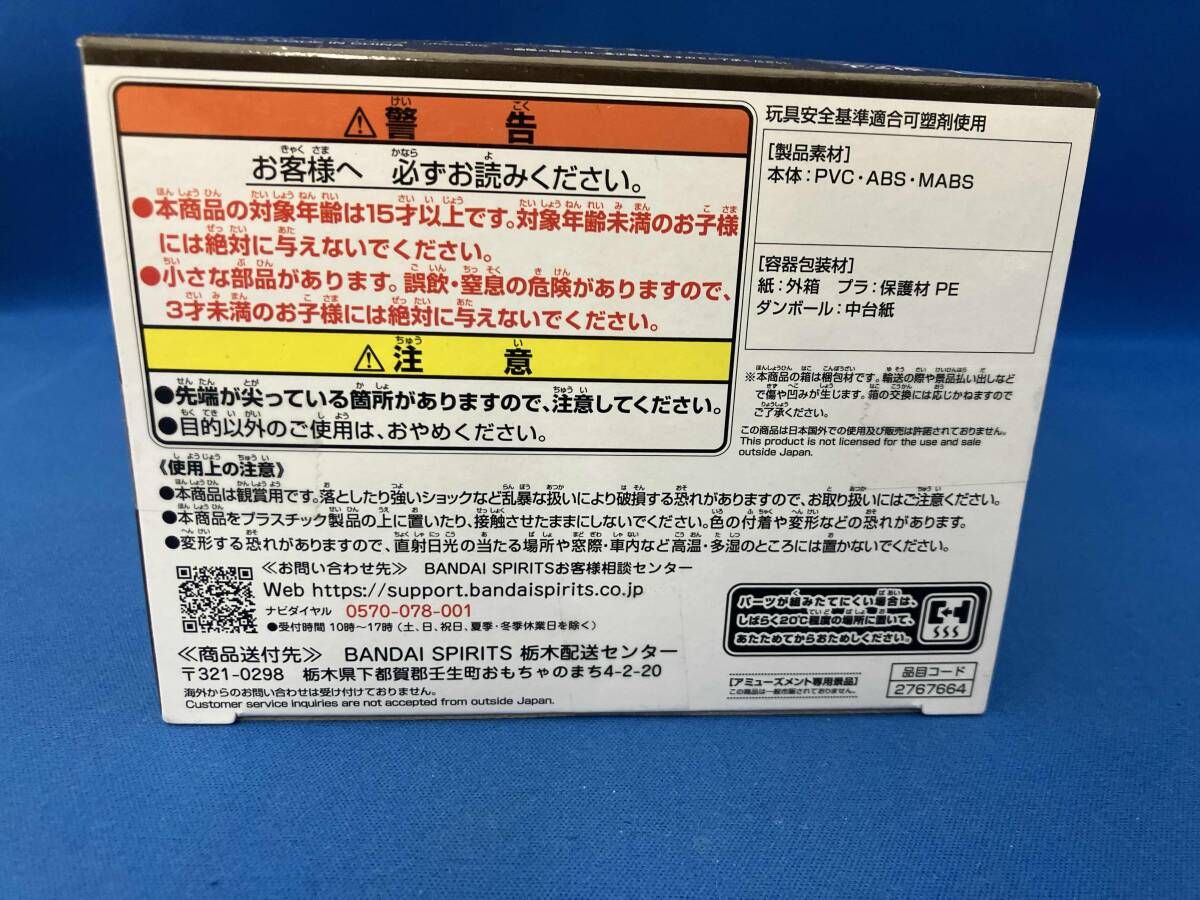 ⚠警告
お客様へ 必ずお読みください。
●本商品の対象年齢は15才以上です。対象年齢未満のお子様
には絶対に与えないでください。
●小さな部品があります。誤飲・窒息の危険がありますので、
3才未満のお子様には絶対に与えないでください。
⚠注意
●先端が尖っている箇所がありますので、注意してください。
●目的以外のご使用は、おやめください。
玩具安全基準適合可塑剤使用
[製品素材]
本体:PVC・ABS・MABS
[容器包装材]
紙:外箱 プラ:保護材 PE
ダンボール:中台紙
※本商品の箱は梱包材です。輸送の際や景品払い出しなど
で傷や凹みが生じます。箱の交換には応じかねますので
ご了承ください。
この商品は日本国外での使用及び販売は許諾されておりません。
This product is not licensed for the use and sale
outside Japan.
《使用上の注意》
●本商品は観賞用です。落としたり強いショックなど乱暴な扱いにより破損する恐れがありますので、お取り扱いにはご注意ください。
●本商品をプラスチック製品の上に置いたり、接触させたままにしないでください。色の付着や変形などの恐れがあります。
●変形する恐れがありますので、直射日光の当たる場所や窓際・車内など高温・多湿のところには置かないでください。
≪お問い合わせ先≫ BANDAI SPIRITSお客様相談センター
Web https://support.bandaispirits.co.jp
ナビダイヤル 0570-078-001
●受付時間 10時~17時(土、日、祝日、夏季・冬季休業日を除く)
≪商品送付先≫ BANDAI SPIRITS 栃木配送センター
〒321-0298 栃木県下都賀郡壬生町おもちゃのまち4-2-20
海外からのお問い合わせは受け付けておりません。
Customer service inquiries are not accepted from outside Japan.
パーツが組みたてにくい場合は、
しばらく20℃程度の場所に置いて、
あたためてからおためしください。
[アミューズメント専用景品]
この商品は一般市販されておりません。
品目コード
2767664